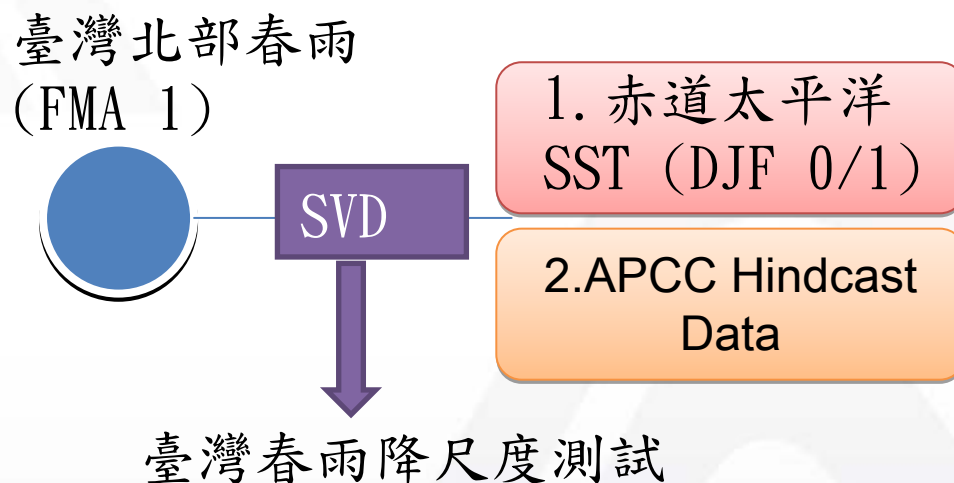 臺灣北部春雨
(FMA 1)
1.赤道太平洋
SST (DJF 0/1)
SVD
2.APCC Hindcast
Data
臺灣春雨降尺度測試